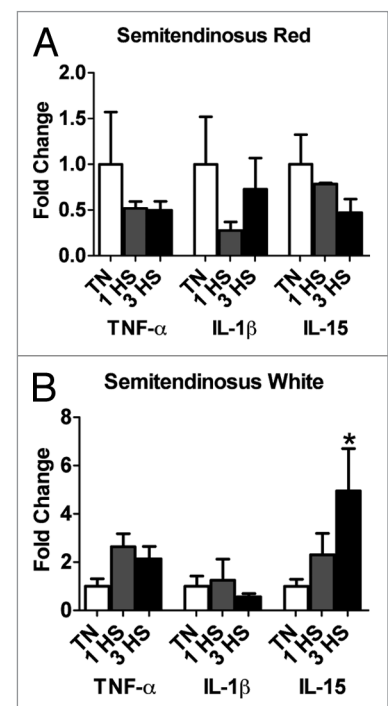 A
Semitendinosus Red
Fold Change
2.0
1.5
1.0
0.5
0.0
TN 1 HS 3 HS TN 1 HS 3 HS TN 1 HS 3 HS
TNF-α IL-1β IL-15
B
Semitendinosus White
Fold Change
8
6
4
2
0
*
TN 1 HS 3 HS TN 1 HS 3 HS TN 1 HS 3 HS
TNF-α IL-1β IL-15